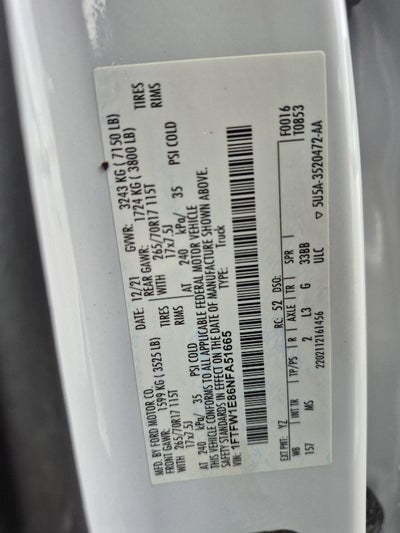 MFD. BY FORD MOTOR CO.
DATE: 12/21 GVWR: 3243 KG ( 7150 LB)
FRONT GAWR: 1599 KG ( 3525 LB) REAR GAWR: 1724 KG ( 3800 LB)
WITH 265/70R17 115T TIRES WITH 265/70R17 115T TIRES
17x7.5J RIMS 17x7.5J RIMS
AT 240 kPa/ 35 PSI COLD AT 240 kPa/ 35 PSI COLD
THIS VEHICLE CONFORMS TO ALL APPLICABLE FEDERAL MOTOR VEHICLE
SAFETY STANDARDS IN EFFECT ON THE DATE OF MANUFACTURE SHOWN ABOVE.
VIN: 1FTFW1E86NFA51665 TYPE: Truck
F0016
T0853
EXT PNT: YZ RC: 52 DSO:
WB INT TR TP/PS R AXLE TR SPR
157 MS 2 L3 G 33BB
2202112161456 ULC
▽ 5U5A-3520472-AA